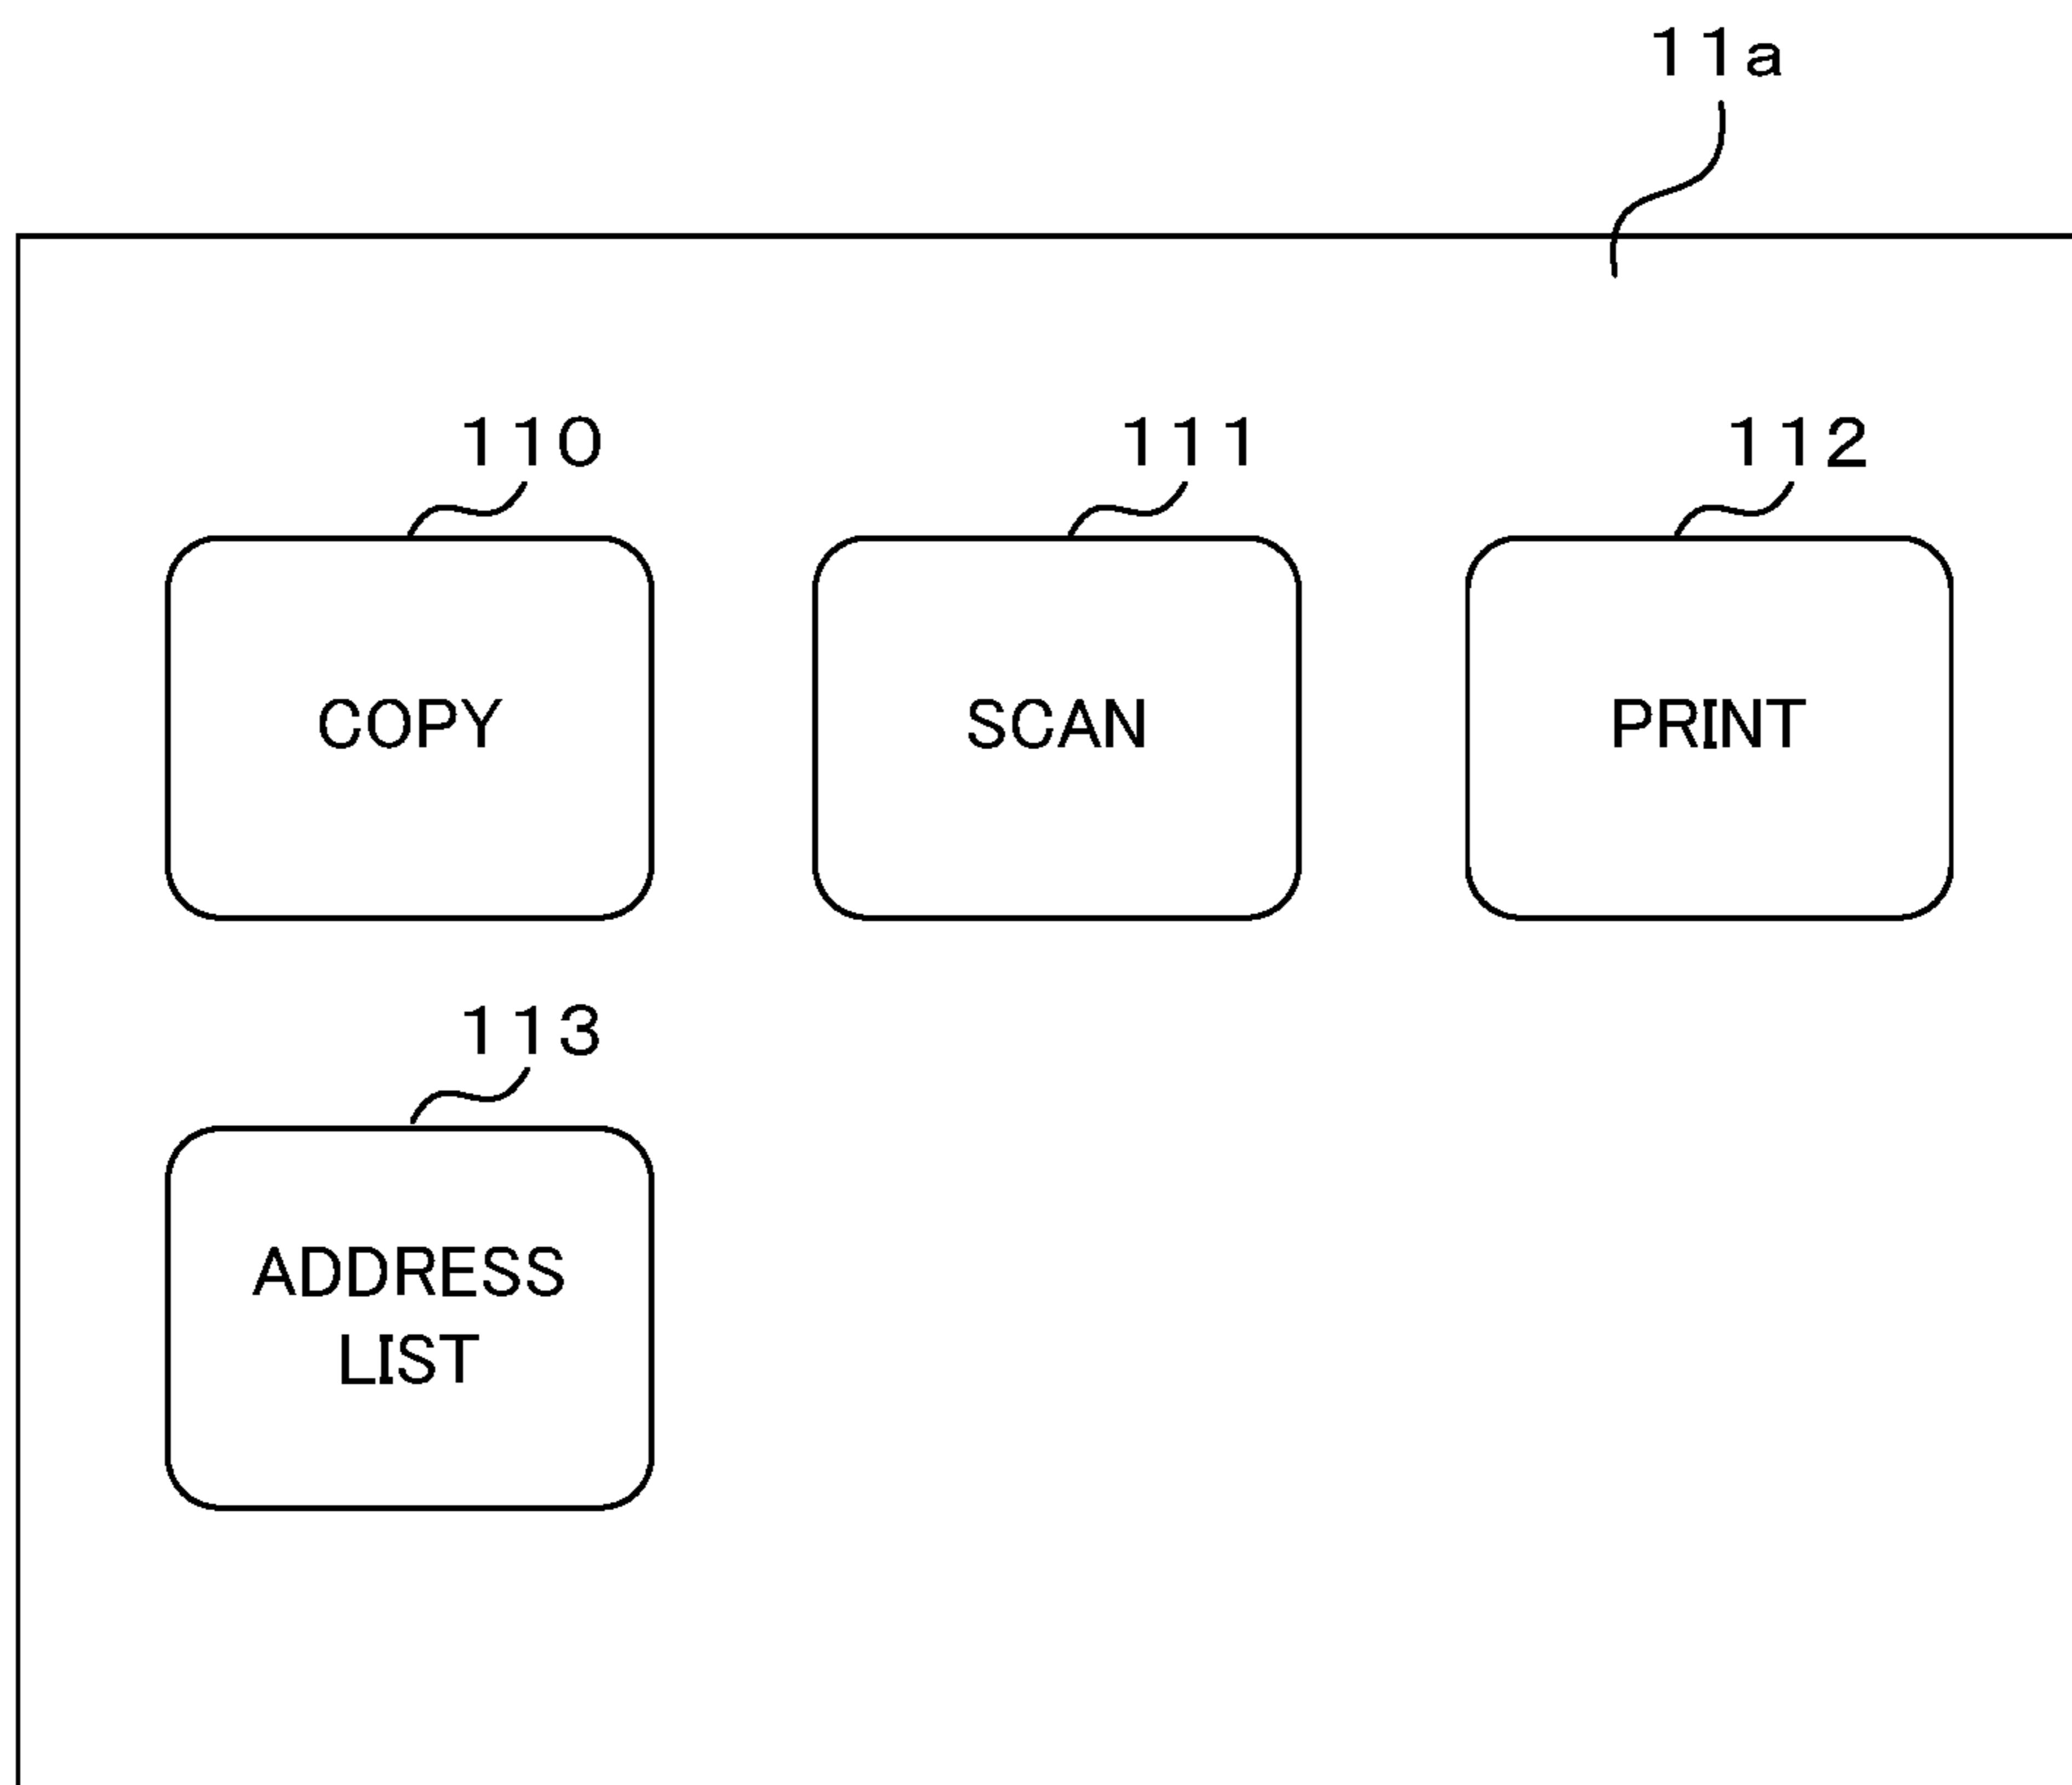 11a
110
111
112
COPY
SCAN
PRINT
113
ADDRESS
LIST